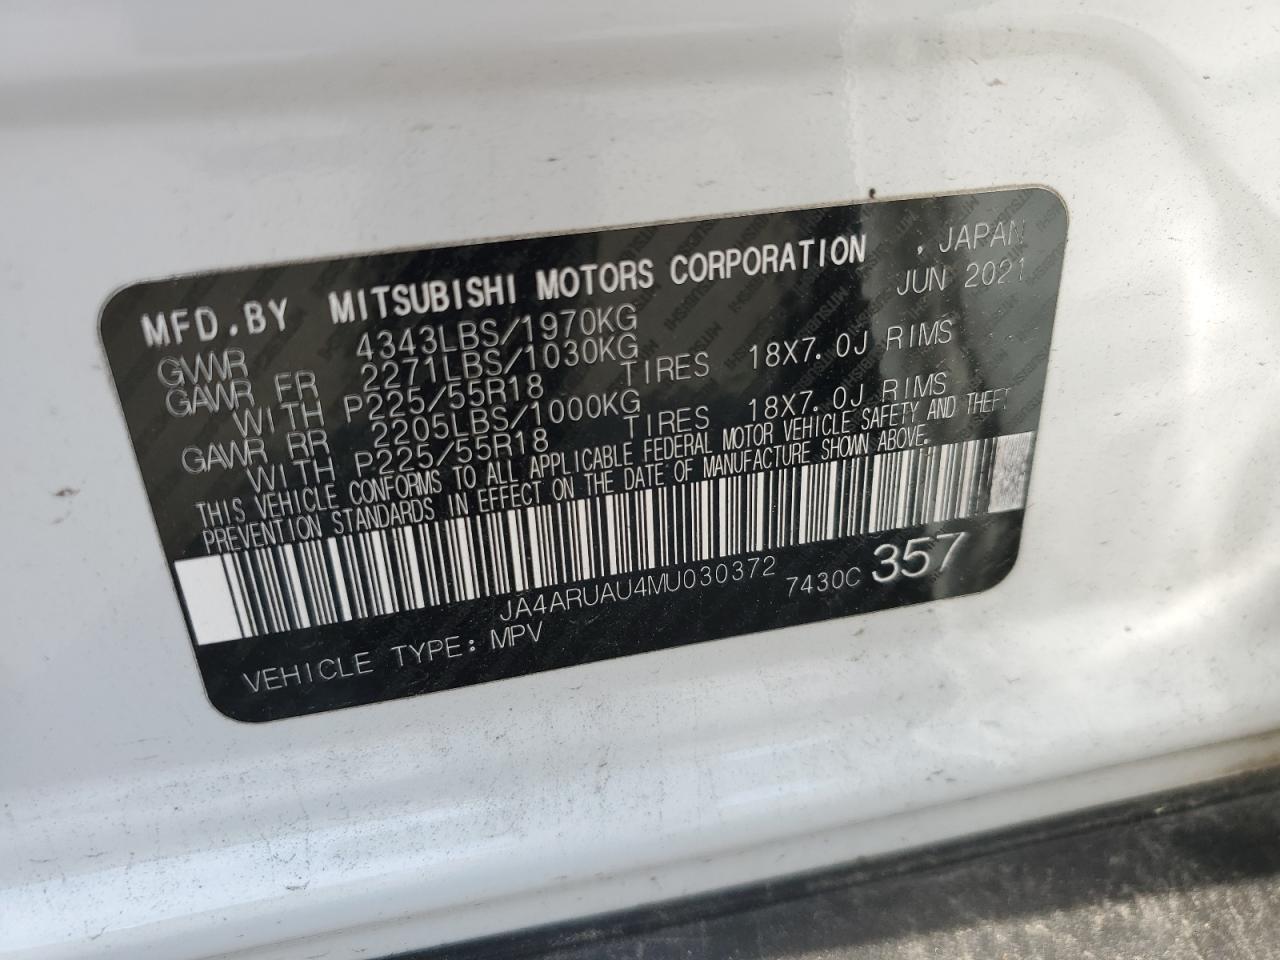 MFD.BY MITSUBISHI MOTORS CORPORATION , JAPAN
JUN 2021
GVWR 4343LBS/1970KG
GAWR FR 2271LBS/1030KG
WITH P225/55R18 TIRES 18X7.0J RIMS
GAWR RR 2205LBS/1000KG
WITH P225/55R18 TIRES 18X7.0J RIMS
THIS VEHICLE CONFORMS TO ALL APPLICABLE FEDERAL MOTOR VEHICLE SAFETY AND THEFT
PREVENTION STANDARDS IN EFFECT ON THE DATE OF MANUFACTURE SHOWN ABOVE.
JA4ARUAU4MU030372
7430C 357
VEHICLE TYPE: MPV